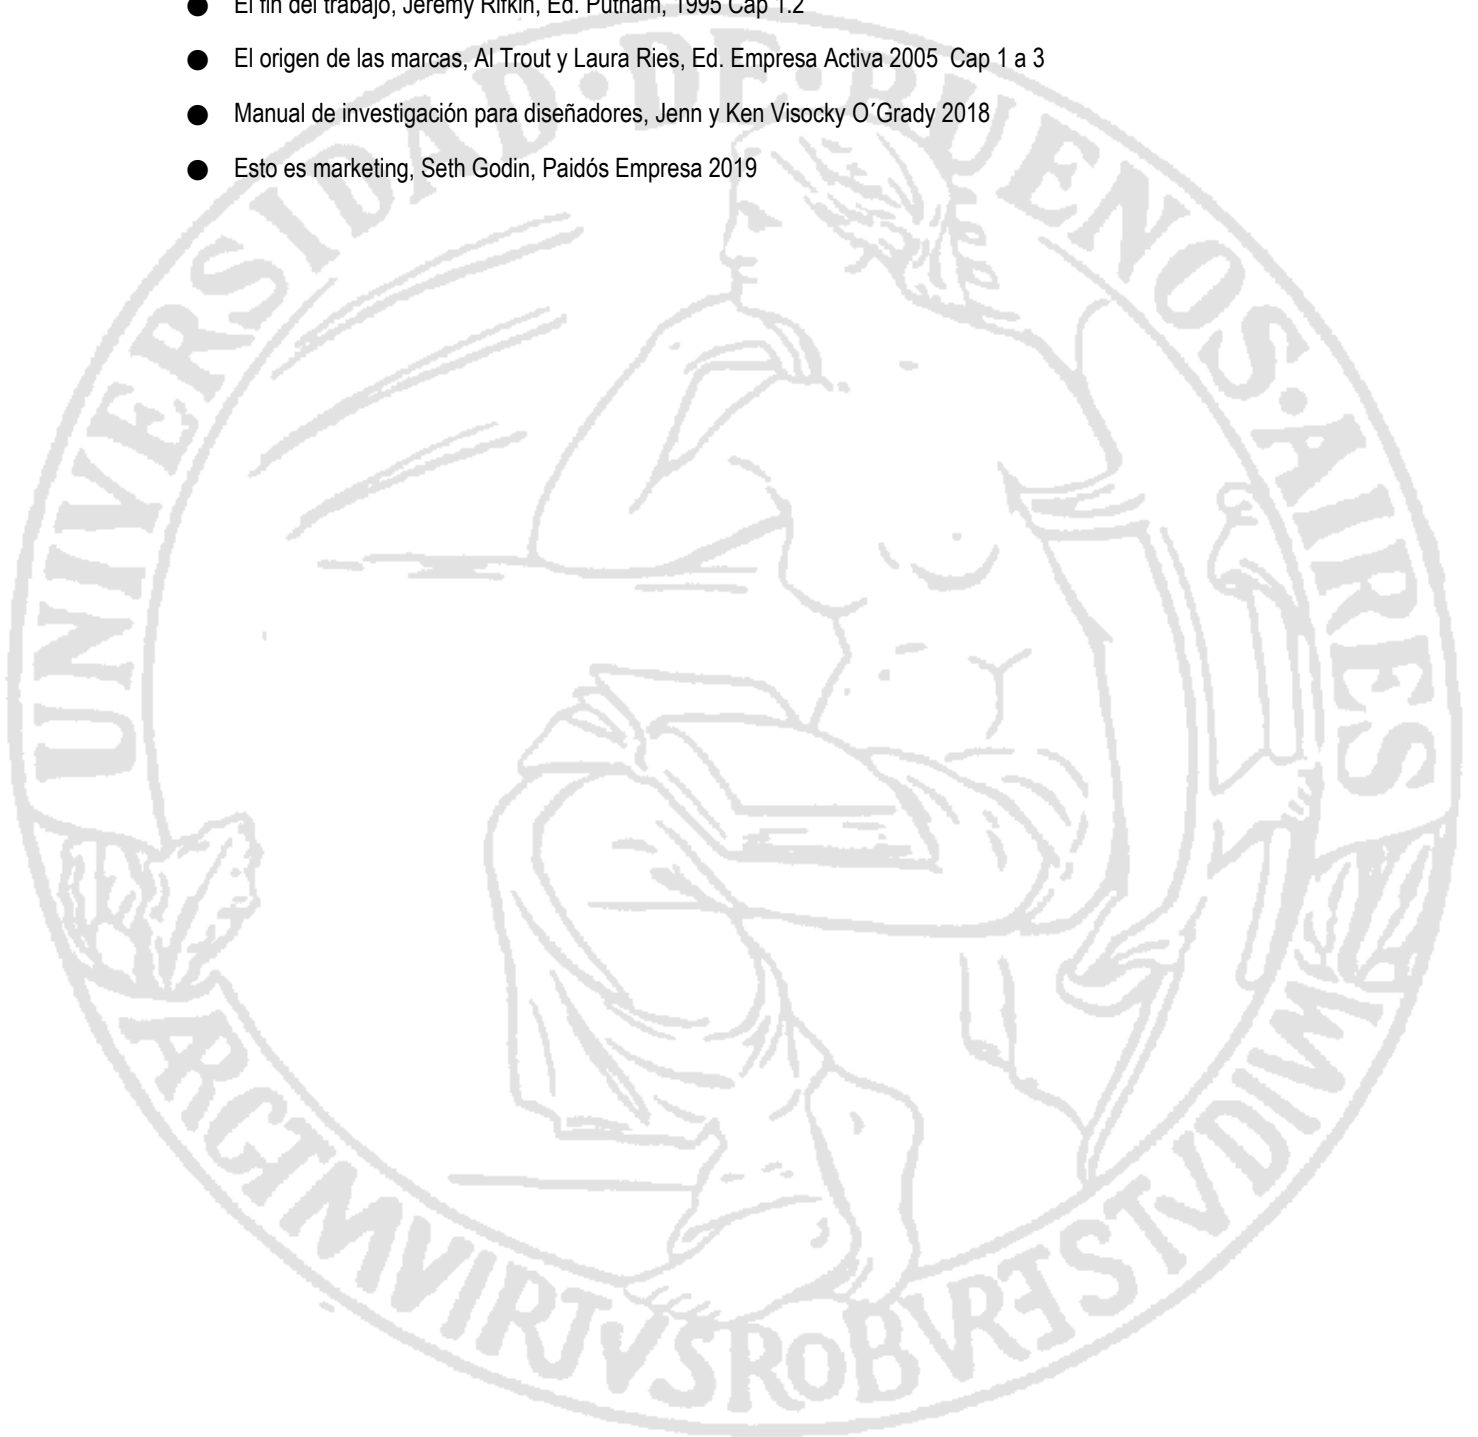 ● El fin del trabajo, Jeremy Rifkin, Ed. Putnam, 1995 Cap 1.2
● El origen de las marcas, Al Trout y Laura Ries, Ed. Empresa Activa 2005 Cap 1 a 3
● Manual de investigación para diseñadores, Jenn y Ken Visocky O´Grady 2018
● Esto es marketing, Seth Godin, Paidós Empresa 2019
UNIVERSIDAD·DE·BUENOS·AIRES
ARGTMVIRTVSROBVRETSTVDIVM